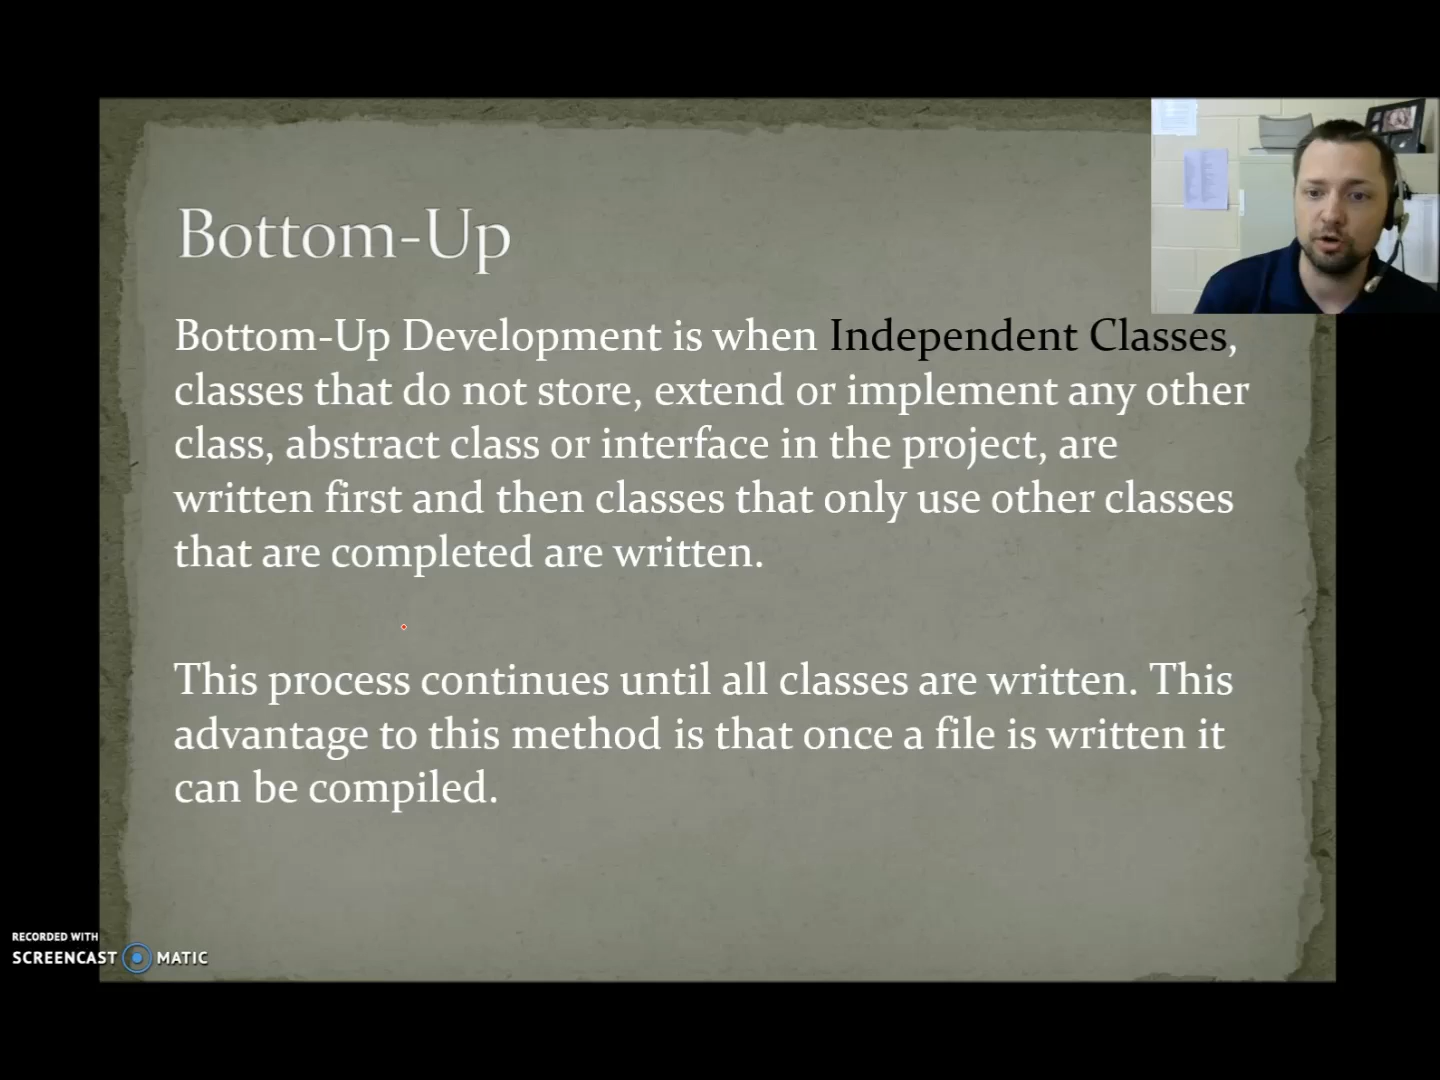 Bottom-Up
Bottom-Up Development is when Independent Classes,
classes that do not store, extend or implement any other
class, abstract class or interface in the project, are
written first and then classes that only use other classes
that are completed are written.
This process continues until all classes are written. This
advantage to this method is that once a file is written it
can be compiled.
RECORDED WITH
SCREENCAST MATIC